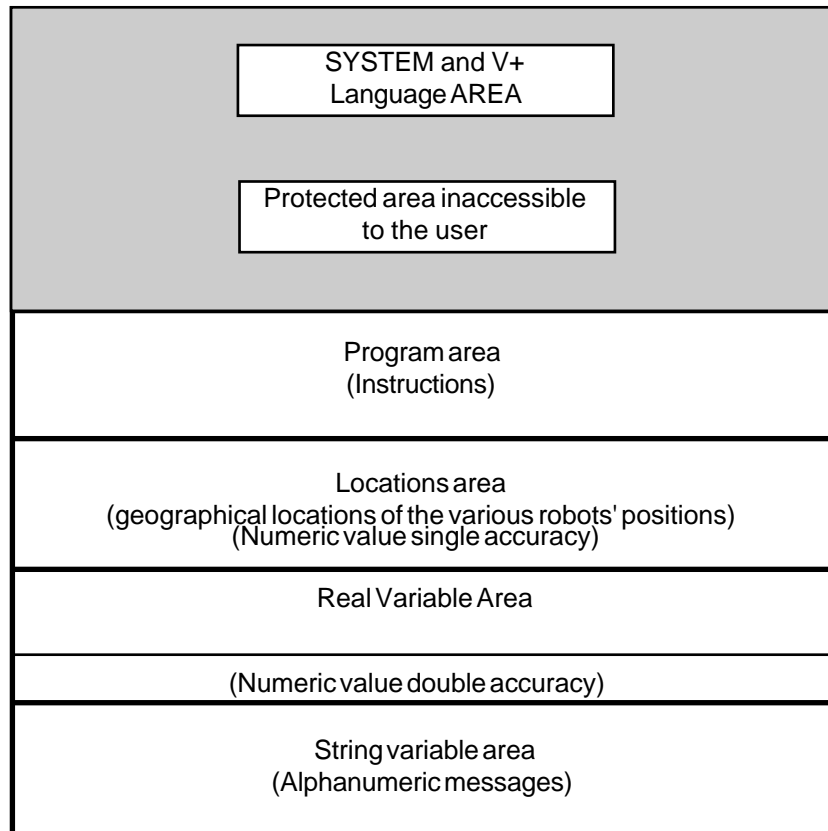 SYSTEM and V+
Language AREA
Protected area inaccessible
to the user
Program area
(Instructions)
Locations area
(geographical locations of the various robots' positions)
(Numeric value single accuracy)
Real Variable Area
(Numeric value double accuracy)
String variable area
(Alphanumeric messages)